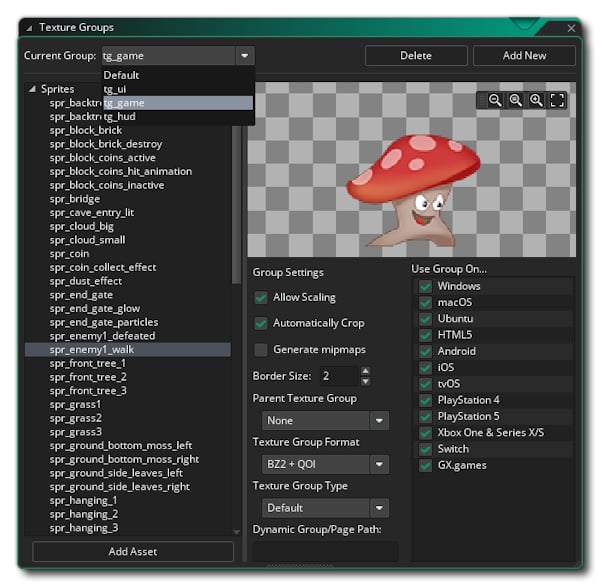 Texture Groups
Current Group: tg_game
Delete
Add New
Default
tg_ui
tg_game
tg_hud
Sprites
spr_backtr
spr_backtr
spr_block_brick
spr_block_brick_destroy
spr_block_coins_active
spr_block_coins_hit_animation
spr_block_coins_inactive
spr_bridge
spr_cave_entry_lit
spr_cloud_big
spr_cloud_small
spr_coin
spr_coin_collect_effect
spr_dust_effect
spr_end_gate
spr_end_gate_glow
spr_end_gate_particles
spr_enemy1_defeated
spr_enemy1_walk
spr_front_tree_1
spr_front_tree_2
spr_front_tree_3
spr_grass1
spr_grass2
spr_grass3
spr_ground_bottom_moss_left
spr_ground_bottom_moss_right
spr_ground_side_leaves_left
spr_ground_side_leaves_right
spr_hanging_1
spr_hanging_2
spr_hanging_3
Add Asset
Group Settings
Allow Scaling
Automatically Crop
Generate mipmaps
Border Size: 2
Parent Texture Group
None
Texture Group Format
BZ2 + QOI
Texture Group Type
Default
Dynamic Group/Page Path:
Use Group On...
Windows
macOS
Ubuntu
HTML5
Android
iOS
tvOS
PlayStation 4
PlayStation 5
Xbox One & Series X/S
Switch
GX.games